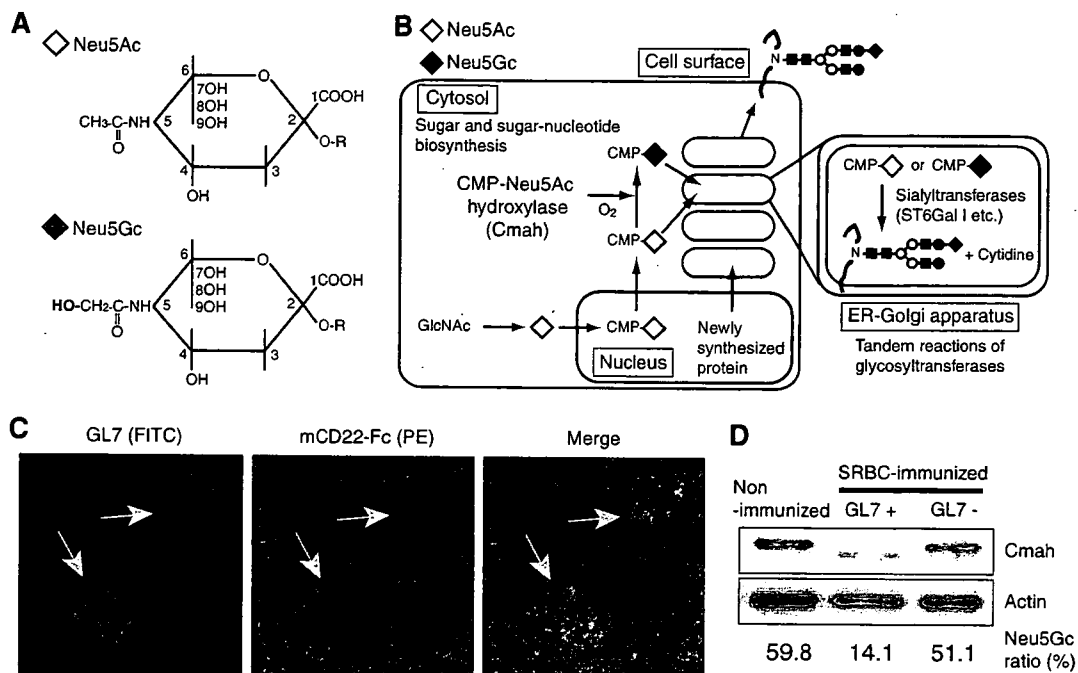 A
Neu5Ac
6
O
7OH
8OH
9OH
1COOH
CH3-C-NH
5
2
O
O-R
4
3
OH
Neu5Gc
6
O
7OH
8OH
9OH
1COOH
HO-CH2-C-NH
5
2
O
O-R
4
3
OH
B
Neu5Ac
Neu5Gc
Cell surface
N
Cytosol
Sugar and sugar-nucleotide
biosynthesis
CMP-
CMP-Neu5Ac
hydroxylase
(Cmah)
O2
CMP-
GlcNAc
CMP-
Nucleus
Newly
synthesized
protein
CMP- or CMP-
Sialyltransferases
(ST6Gal I etc.)
N
+ Cytidine
ER-Golgi apparatus
Tandem reactions of
glycosyltransferases
C
GL7 (FITC)
mCD22-Fc (PE)
Merge
D
SRBC-immunized
Non
-immunized
GL7 +
GL7 -
Cmah
Actin
59.8
14.1
51.1
Neu5Gc
ratio (%)